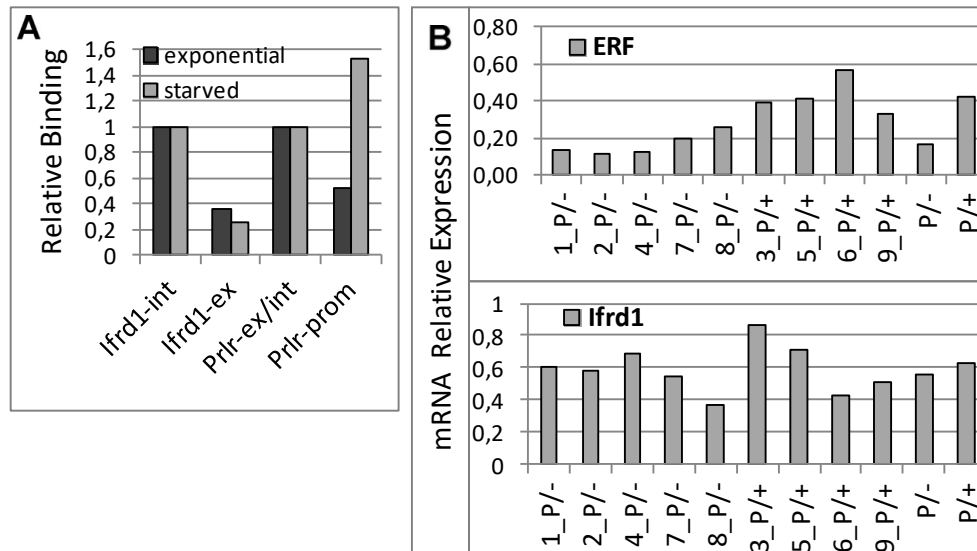 A
Relative Binding
1,6
1,4
1,2
1
0,8
0,6
0,4
0,2
0
exponential
starved
Ifrd1-int
Ifrd1-ex
Prlr-ex/int
Prlr-prom
B
mRNA Relative Expression
0,80
0,60
0,40
0,20
0,00
ERF
1_P/-
2_P/-
4_P/-
7_P/-
8_P/-
3_P/+
5_P/+
6_P/+
9_P/+
P/-
P/+
1
0,8
0,6
0,4
0,2
0
Ifrd1
1_P/-
2_P/-
4_P/-
7_P/-
8_P/-
3_P/+
5_P/+
6_P/+
9_P/+
P/-
P/+